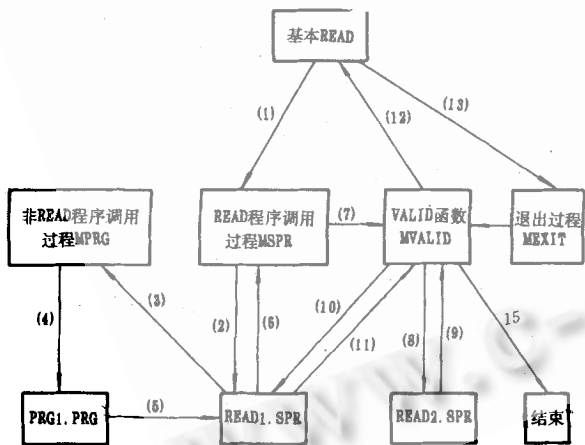 基本READ
(1)
(12)
(13)
非READ程序调用
过程MPRG
READ程序调用
过程MSPR
(7)
VALID函数
MVALID
退出过程
MEXIT
(4)
(3)
(2)
(6)
(10)
(11)
(8)
(9)
15
PRG1.PRG
(5)
READ1.SPR
READ2.SPR
结束